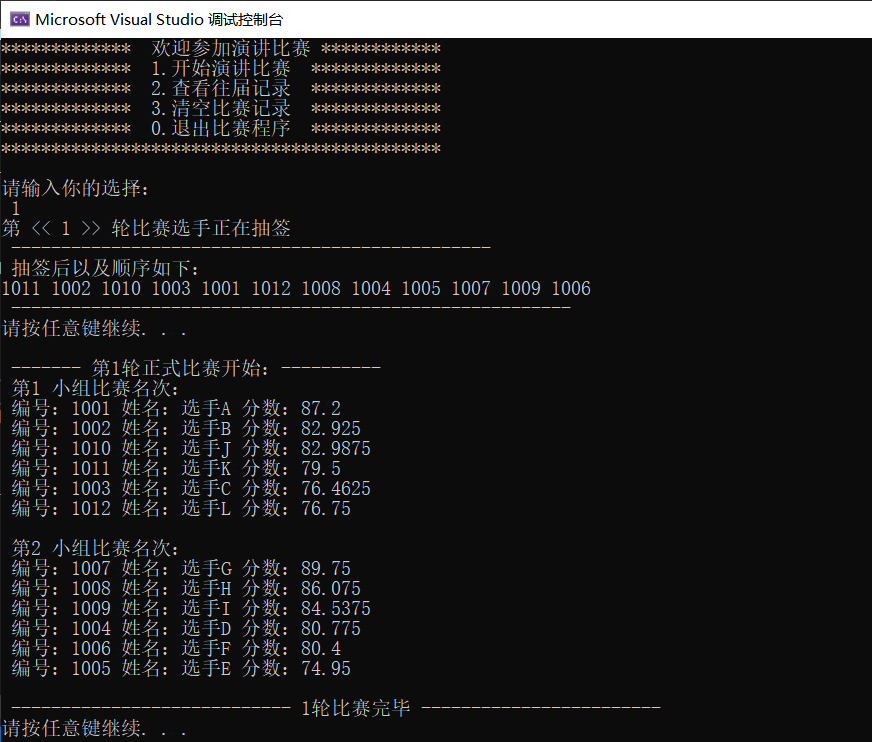 Microsoft Visual Studio 调试控制台
*************  欢迎参加演讲比赛 ************
*************  1.开始演讲比赛  *************
*************  2.查看往届记录  *************
*************  3.清空比赛记录  *************
*************  0.退出比赛程序  *************
********************************************
请输入你的选择：
1
第 << 1 >> 轮比赛选手正在抽签
------------------------------------------------
抽签后以及顺序如下：
1011 1002 1010 1003 1001 1012 1008 1004 1005 1007 1009 1006
--------------------------------------------------------
请按任意键继续. . .
------- 第1轮正式比赛开始：----------
第1 小组比赛名次：
编号：1001 姓名：选手A 分数：87.2
编号：1002 姓名：选手B 分数：82.925
编号：1010 姓名：选手J 分数：82.9875
编号：1011 姓名：选手K 分数：79.5
编号：1003 姓名：选手C 分数：76.4625
编号：1012 姓名：选手L 分数：76.75
第2 小组比赛名次：
编号：1007 姓名：选手G 分数：89.75
编号：1008 姓名：选手H 分数：86.075
编号：1009 姓名：选手I 分数：84.5375
编号：1004 姓名：选手D 分数：80.775
编号：1006 姓名：选手F 分数：80.4
编号：1005 姓名：选手E 分数：74.95
---------------------------- 1轮比赛完毕 ------------------------
请按任意键继续. . .